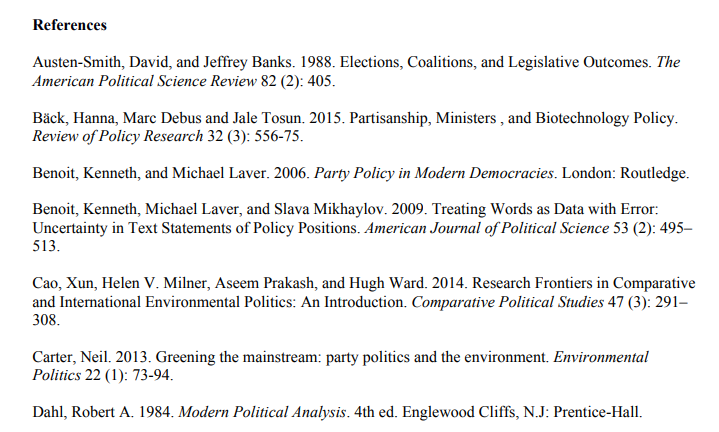 References
Austen-Smith, David, and Jeffrey Banks. 1988. Elections, Coalitions, and Legislative Outcomes. The
American Political Science Review 82 (2): 405.
Bäck, Hanna, Marc Debus and Jale Tosun. 2015. Partisanship, Ministers , and Biotechnology Policy.
Review of Policy Research 32 (3): 556-75.
Benoit, Kenneth, and Michael Laver. 2006. Party Policy in Modern Democracies. London: Routledge.
Benoit, Kenneth, Michael Laver, and Slava Mikhaylov. 2009. Treating Words as Data with Error:
Uncertainty in Text Statements of Policy Positions. American Journal of Political Science 53 (2): 495–
513.
Cao, Xun, Helen V. Milner, Aseem Prakash, and Hugh Ward. 2014. Research Frontiers in Comparative
and International Environmental Politics: An Introduction. Comparative Political Studies 47 (3): 291–
308.
Carter, Neil. 2013. Greening the mainstream: party politics and the environment. Environmental
Politics 22 (1): 73-94.
Dahl, Robert A. 1984. Modern Political Analysis. 4th ed. Englewood Cliffs, N.J: Prentice-Hall.